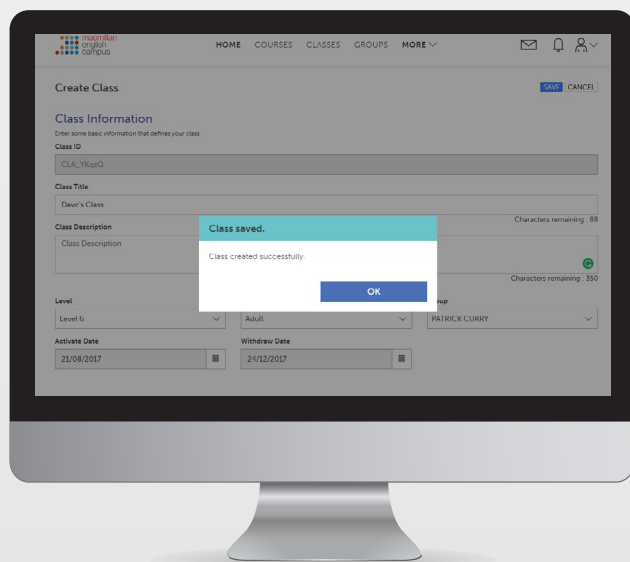 macmillan
english
campus
HOME COURSES CLASSES GROUPS MORE
Create Class
SAVE CANCEL
Class Information
Enter some basic information that defines your class
Class ID
CLA_YKqzG
Class Title
Dave's Class
Characters remaining : 88
Class Description
Class Description
Characters remaining : 350
Class saved.
Class created successfully.
OK
Level
Level 6
Adult
PATRICK CURRY
Activate Date
Withdraw Date
21/08/2017
24/12/2017